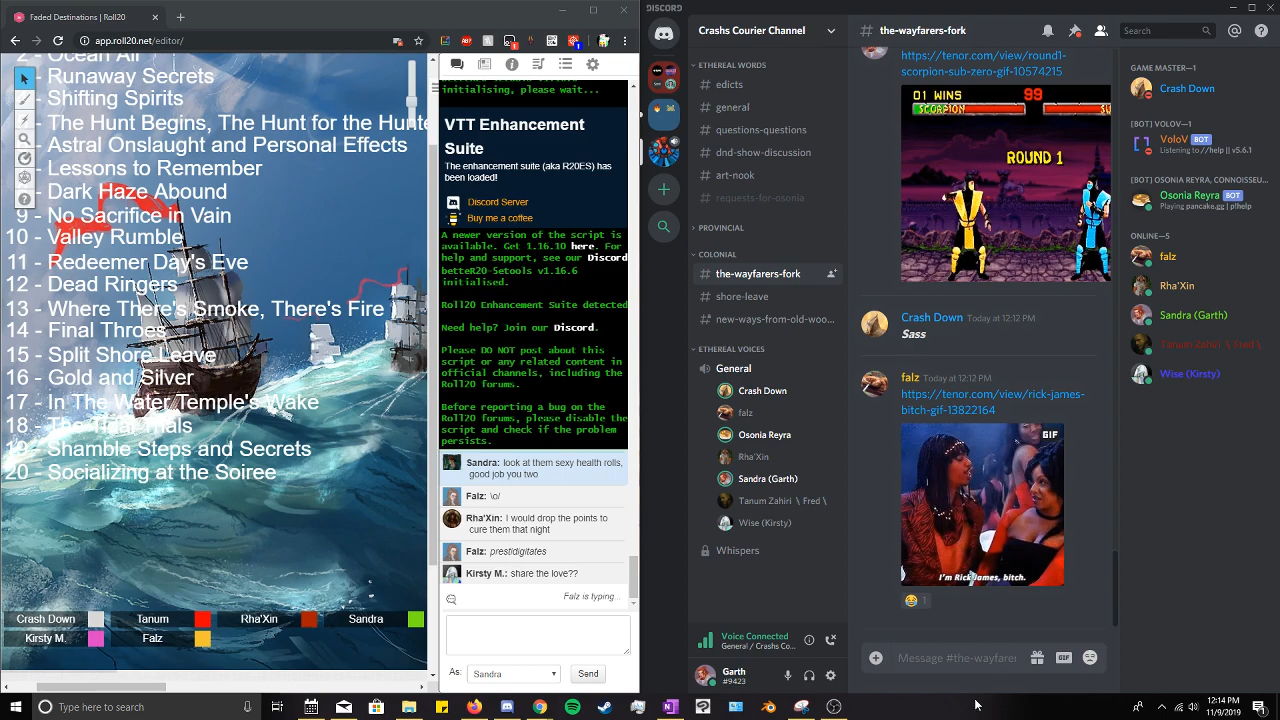 Faded Destinations | Roll20
app.roll20.net/editor/
2 - Ocean Air
- Runaway Secrets
- Shifting Spirits
- The Hunt Begins, The Hunt for the Hunte
- Astral Onslaught and Personal Effects
- Lessons to Remember
- Dark Haze Abound
9 - No Sacrifice in Vain
10 - Valley Rumble
11 - Redeemer Day's Eve
12 - Dead Ringers
13 - Where There's Smoke, There's Fire
14 - Final Throes
15 - Split Shore Leave
16 - Gold and Silver
17 - In The Water Temple's Wake
18 - The Tidal Trials
19 - Shamble Steps and Secrets
20 - Socializing at the Soiree
Crash Down
Tanum
Rha'Xin
Sandra
Kirsty M.
Falz
initialising, please wait...
VTT Enhancement
Suite
The enhancement suite (aka R20ES) has
been loaded!
Discord Server
Buy me a coffee
A newer version of the script is
available. Get 1.16.10 here. For
help and support, see our Discord
betteR20-5etools v1.16.6
initialised.
Roll20 Enhancement Suite detected
Need help? Join our Discord.
Please DO NOT post about this
script or any related content in
official channels, including the
Roll20 forums.
Before reporting a bug on the
Roll20 forums, please disable the
script and check if the problem
persists.
Sandra: look at them sexy health rolls,
good job you two
Falz: \o/
Rha'Xin: I would drop the points to
cure them that night
Falz: prestidigitates
Kirsty M.: share the love??
Falz is typing...
As:
Sandra
Send
DISCORD
Crashs Courier Channel
ETHEREAL WORDS
# edicts
# general
# questions-questions
# dnd-show-discussion
# art-nook
# requests-for-osonia
PROVINCIAL
COLONIAL
# the-wayfarers-fork
# shore-leave
# new-ways-from-old-woo...
ETHEREAL VOICES
General
Crash Down
falz
Osonia Reyra
Rha'Xin
Sandra (Garth)
Tanum Zahiri \ Fred \
Wise (Kirsty)
Whispers
Voice Connected
General / Crashs Co...
Garth
#9423
# the-wayfarers-fork
Search
https://tenor.com/view/round1-
scorpion-sub-zero-gif-10574215
01 WINS
99
SCORPION
SU
ROUND 1
Crash Down Today at 12:12 PM
Sass
falz Today at 12:12 PM
https://tenor.com/view/rick-james-
bitch-gif-13822164
GIF
I'm Rick James, bitch.
1
Message #the-wayfarer
GIF
GAME MASTER—1
Crash Down
[BOT] VOLOV—1
VoloV BOT
Listening to //help || v5.6.1
[BOT] OSONIA REYRA, CONNOISSEU...
Osonia Reyra BOT
Playing pancake.gg | plhelp
ONLINE—5
falz
Rha'Xin
Sandra (Garth)
Tanum Zahiri \ Fred \
Wise (Kirsty)
Type here to search
12:14 PM
11/9/2019